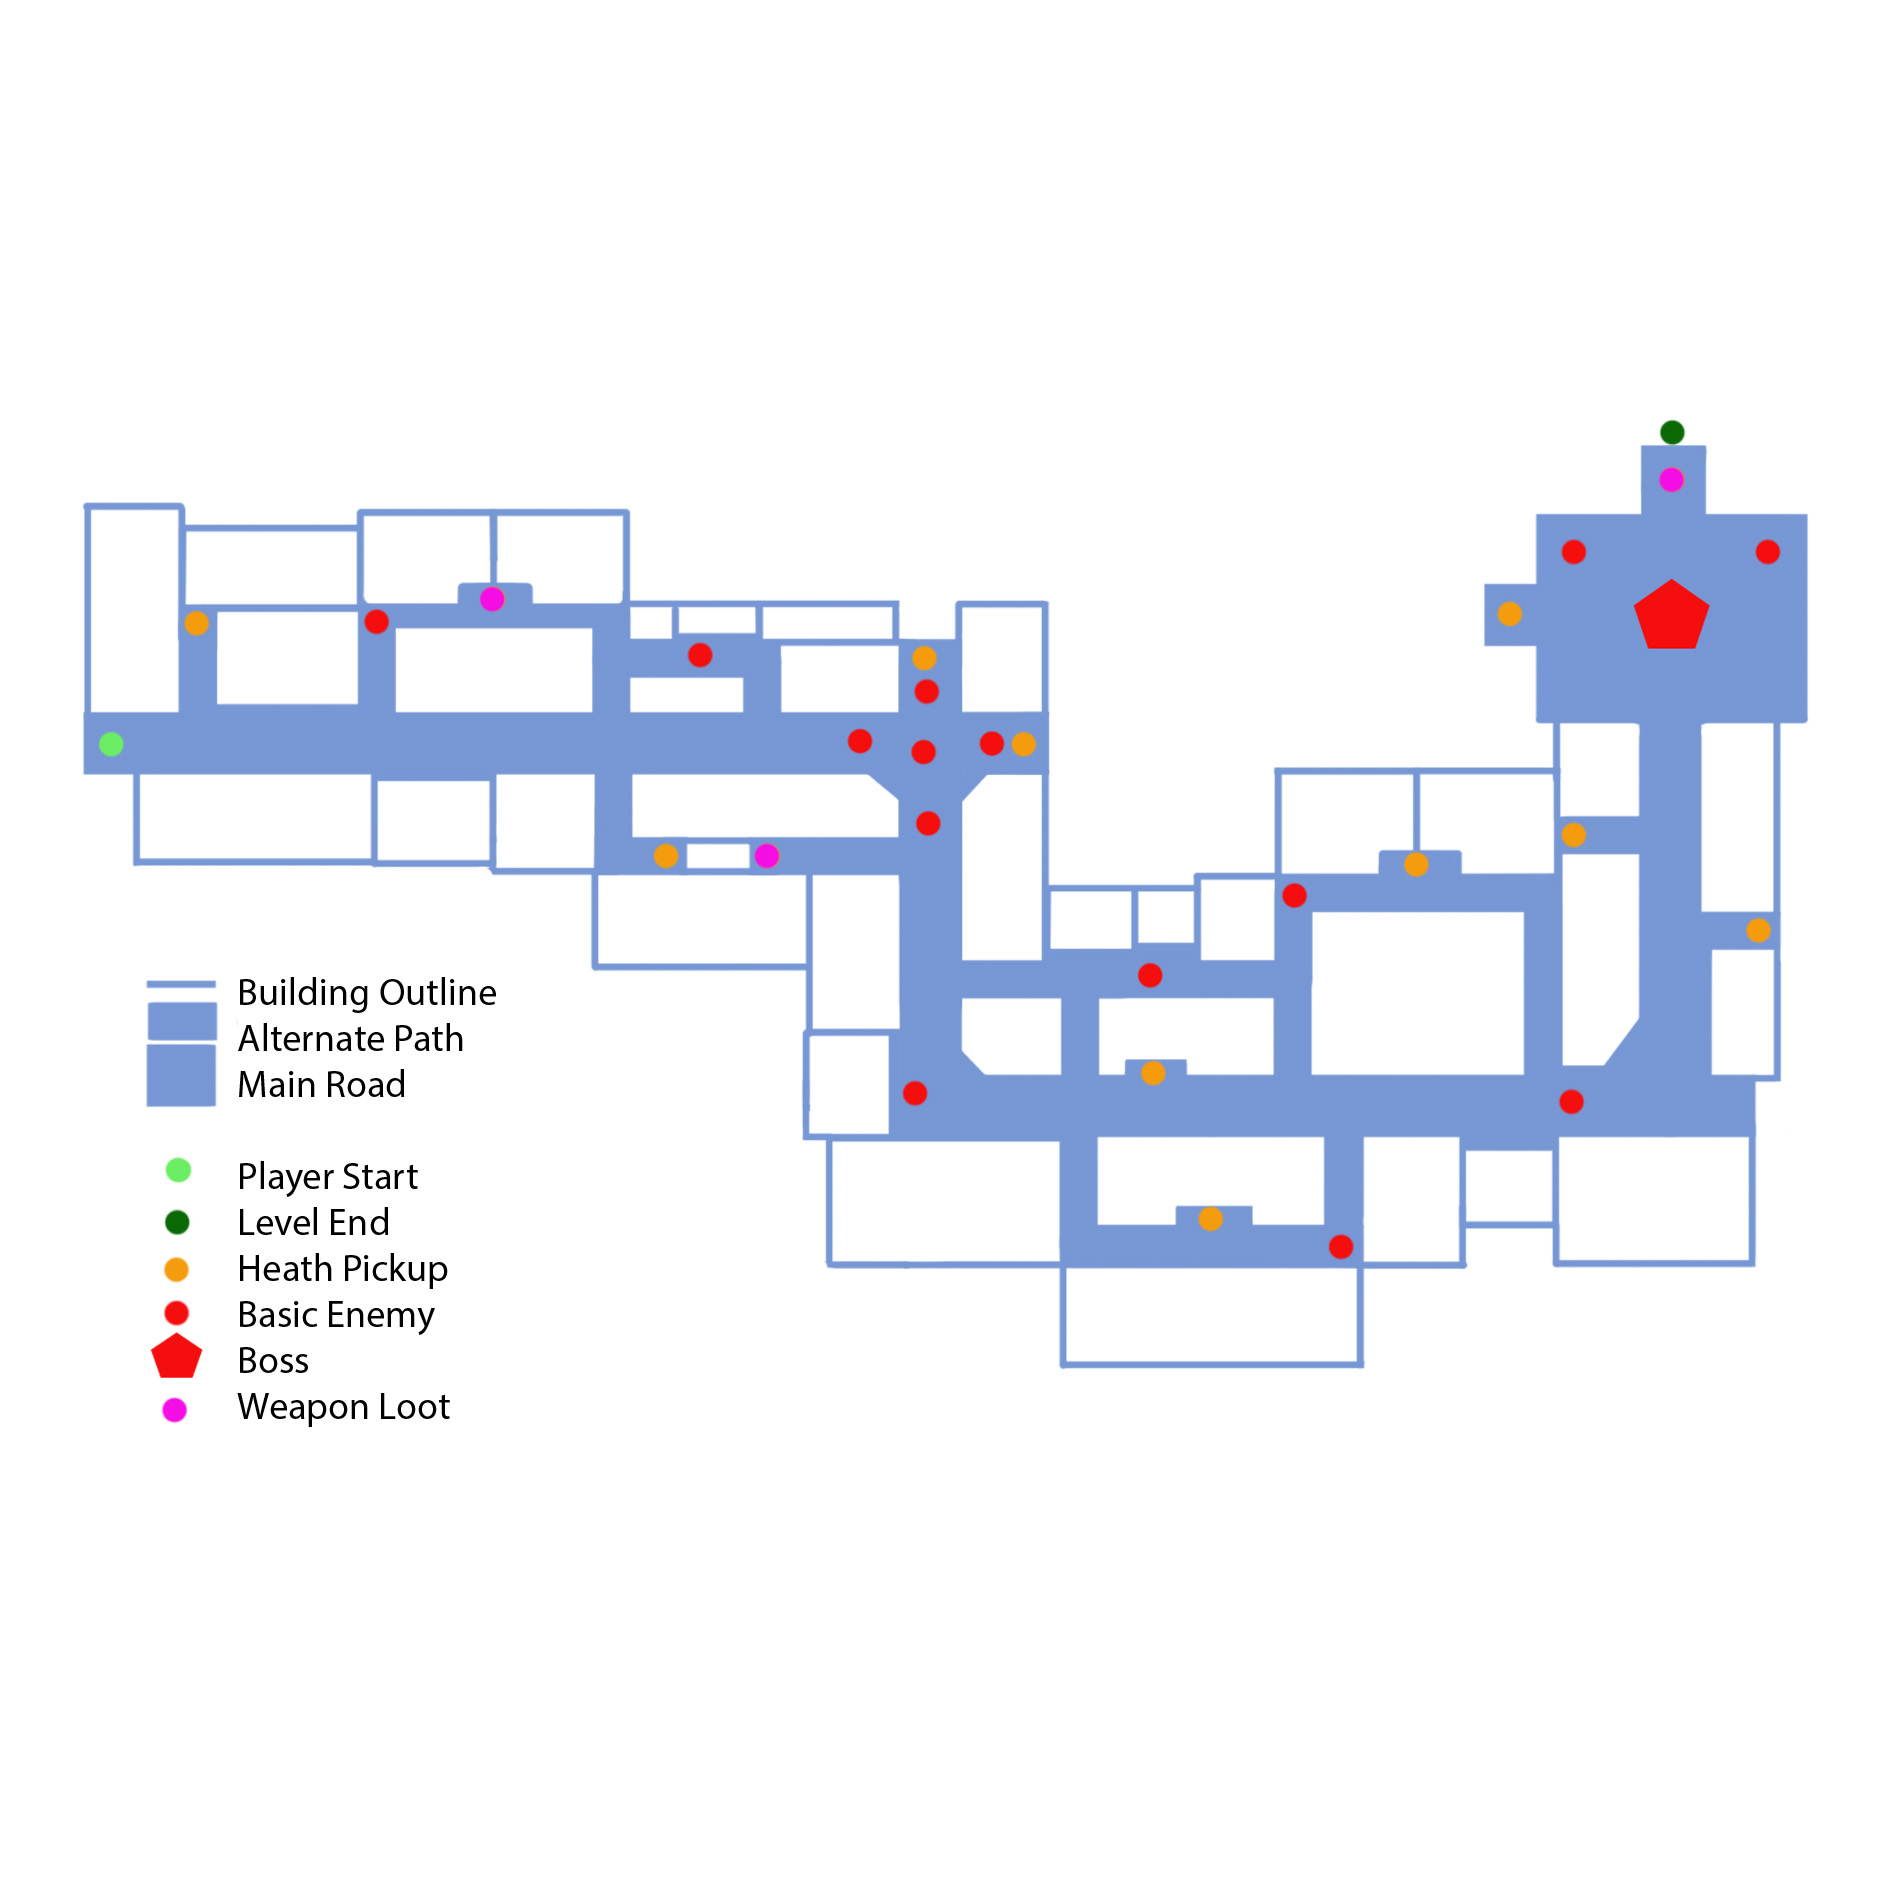 Building Outline
Alternate Path
Main Road
Player Start
Level End
Heath Pickup
Basic Enemy
Boss
Weapon Loot